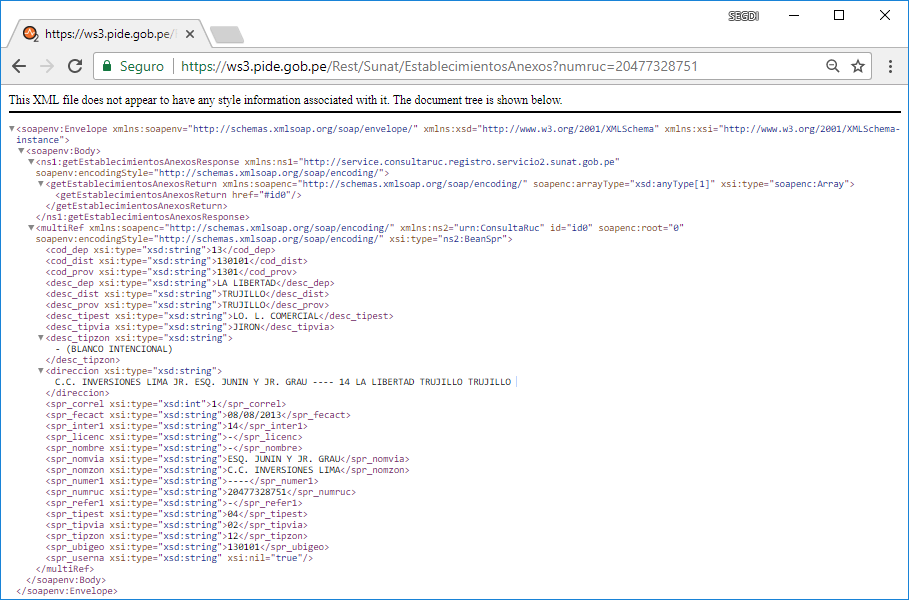 SEGDI
https://ws3.pide.gob.pe/
Seguro
https://ws3.pide.gob.pe/Rest/Sunat/EstablecimientosAnexos?numruc=20477328751
This XML file does not appear to have any style information associated with it. The document tree is shown below.
▼<soapenv:Envelope xmlns:soapenv="http://schemas.xmlsoap.org/soap/envelope/" xmlns:xsd="http://www.w3.org/2001/XMLSchema" xmlns:xsi="http://www.w3.org/2001/XMLSchema-
instance">
▼<soapenv:Body>
▼<ns1:getEstablecimientosAnexosResponse xmlns:ns1="http://service.consultaruc.registro.servicio2.sunat.gob.pe"
soapenv:encodingStyle="http://schemas.xmlsoap.org/soap/encoding/">
▼<getEstablecimientosAnexosReturn xmlns:soapenc="http://schemas.xmlsoap.org/soap/encoding/" soapenc:arrayType="xsd:anyType[1]" xsi:type="soapenc:Array">
<getEstablecimientosAnexosReturn href="#id0"/>
</getEstablecimientosAnexosReturn>
</ns1:getEstablecimientosAnexosResponse>
▼<multiRef xmlns:soapenc="http://schemas.xmlsoap.org/soap/encoding/" xmlns:ns2="urn:ConsultaRuc" id="id0" soapenc:root="0"
soapenv:encodingStyle="http://schemas.xmlsoap.org/soap/encoding/" xsi:type="ns2:BeanSpr">
<cod_dep xsi:type="xsd:string">13</cod_dep>
<cod_dist xsi:type="xsd:string">130101</cod_dist>
<cod_prov xsi:type="xsd:string">1301</cod_prov>
<desc_dep xsi:type="xsd:string">LA LIBERTAD</desc_dep>
<desc_dist xsi:type="xsd:string">TRUJILLO</desc_dist>
<desc_prov xsi:type="xsd:string">TRUJILLO</desc_prov>
<desc_tipest xsi:type="xsd:string">LO. L. COMERCIAL</desc_tipest>
<desc_tipvia xsi:type="xsd:string">JIRON</desc_tipvia>
▼<desc_tipzon xsi:type="xsd:string">
- (BLANCO INTENCIONAL)
</desc_tipzon>
▼<direccion xsi:type="xsd:string">
C.C. INVERSIONES LIMA JR. ESQ. JUNIN Y JR. GRAU ---- 14 LA LIBERTAD TRUJILLO TRUJILLO
</direccion>
<spr_correl xsi:type="xsd:int">1</spr_correl>
<spr_fecact xsi:type="xsd:string">08/08/2013</spr_fecact>
<spr_inter1 xsi:type="xsd:string">14</spr_inter1>
<spr_licenc xsi:type="xsd:string">-</spr_licenc>
<spr_nombre xsi:type="xsd:string">-</spr_nombre>
<spr_nomvia xsi:type="xsd:string">ESQ. JUNIN Y JR. GRAU</spr_nomvia>
<spr_nomzon xsi:type="xsd:string">C.C. INVERSIONES LIMA</spr_nomzon>
<spr_numer1 xsi:type="xsd:string">----</spr_numer1>
<spr_numruc xsi:type="xsd:string">20477328751</spr_numruc>
<spr_refer1 xsi:type="xsd:string">-</spr_refer1>
<spr_tipest xsi:type="xsd:string">04</spr_tipest>
<spr_tipvia xsi:type="xsd:string">02</spr_tipvia>
<spr_tipzon xsi:type="xsd:string">12</spr_tipzon>
<spr_ubigeo xsi:type="xsd:string">130101</spr_ubigeo>
<spr_userna xsi:type="xsd:string" xsi:nil="true"/>
</multiRef>
</soapenv:Body>
</soapenv:Envelope>